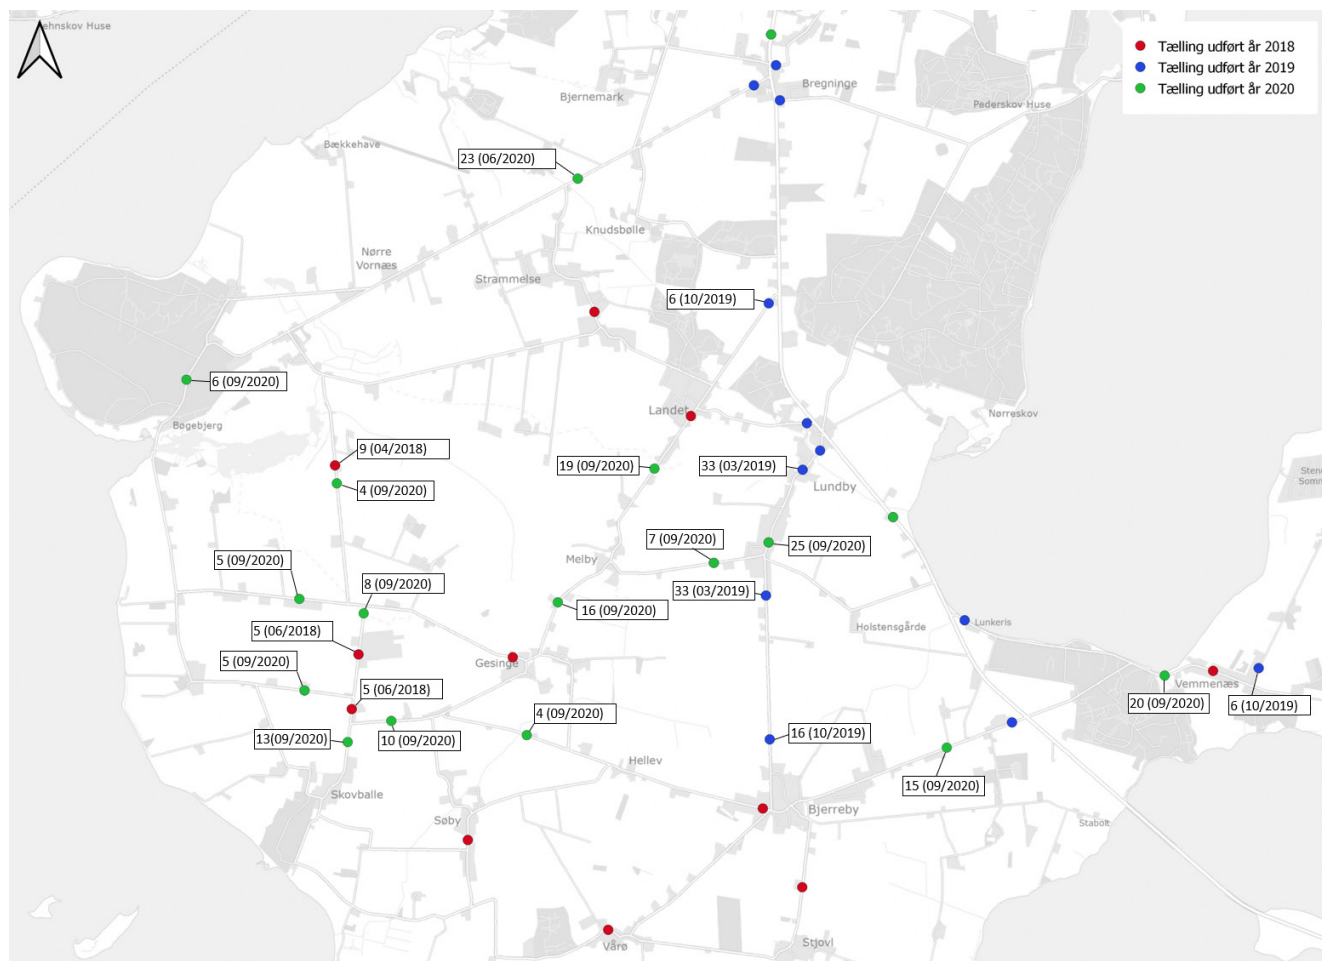 ehnskov Huse
Tælling udført år 2018
Tælling udført år 2019
Tælling udført år 2020
Bregninge
Bjernemark
Pederskov Huse
Bækkehave
23 (06/2020)
Knudsbølle
Nørre
Vornæs
Strammelse
6 (10/2019)
6 (09/2020)
Landet
Nørreskov
Bøgebjerg
9 (04/2018)
19 (09/2020)
33 (03/2019)
Lundby
4 (09/2020)
7 (09/2020)
25 (09/2020)
Melby
5 (09/2020)
8 (09/2020)
33 (03/2019)
16 (09/2020)
Holstensgårde
Lunkeris
5 (06/2018)
5 (09/2020)
Gesinge
Vemmenæs
5 (06/2018)
20 (09/2020)
6 (10/2019)
4 (09/2020)
13(09/2020)
10 (09/2020)
16 (10/2019)
Hellev
15 (09/2020)
Skovballe
Søby
Bjerreby
Stabolt
Vårø
Stjovl